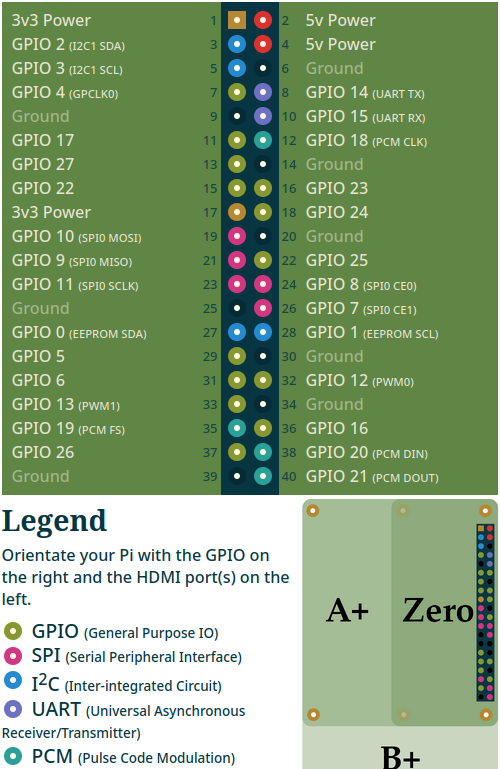 3v3 Power 1 2 5v Power
GPIO 2 (I2C1 SDA) 3 4 5v Power
GPIO 3 (I2C1 SCL) 5 6 Ground
GPIO 4 (GPCLK0) 7 8 GPIO 14 (UART TX)
Ground 9 10 GPIO 15 (UART RX)
GPIO 17 11 12 GPIO 18 (PCM CLK)
GPIO 27 13 14 Ground
GPIO 22 15 16 GPIO 23
3v3 Power 17 18 GPIO 24
GPIO 10 (SPI0 MOSI) 19 20 Ground
GPIO 9 (SPI0 MISO) 21 22 GPIO 25
GPIO 11 (SPI0 SCLK) 23 24 GPIO 8 (SPI0 CE0)
Ground 25 26 GPIO 7 (SPI0 CE1)
GPIO 0 (EEPROM SDA) 27 28 GPIO 1 (EEPROM SCL)
GPIO 5 29 30 Ground
GPIO 6 31 32 GPIO 12 (PWM0)
GPIO 13 (PWM1) 33 34 Ground
GPIO 19 (PCM FS) 35 36 GPIO 16
GPIO 26 37 38 GPIO 20 (PCM DIN)
Ground 39 40 GPIO 21 (PCM DOUT)
Legend
Orientate your Pi with the GPIO on
the right and the HDMI port(s) on the
left.
GPIO (General Purpose IO)
SPI (Serial Peripheral Interface)
I²C (Inter-integrated Circuit)
UART (Universal Asynchronous
Receiver/Transmitter)
PCM (Pulse Code Modulation)
A+ Zero
B+